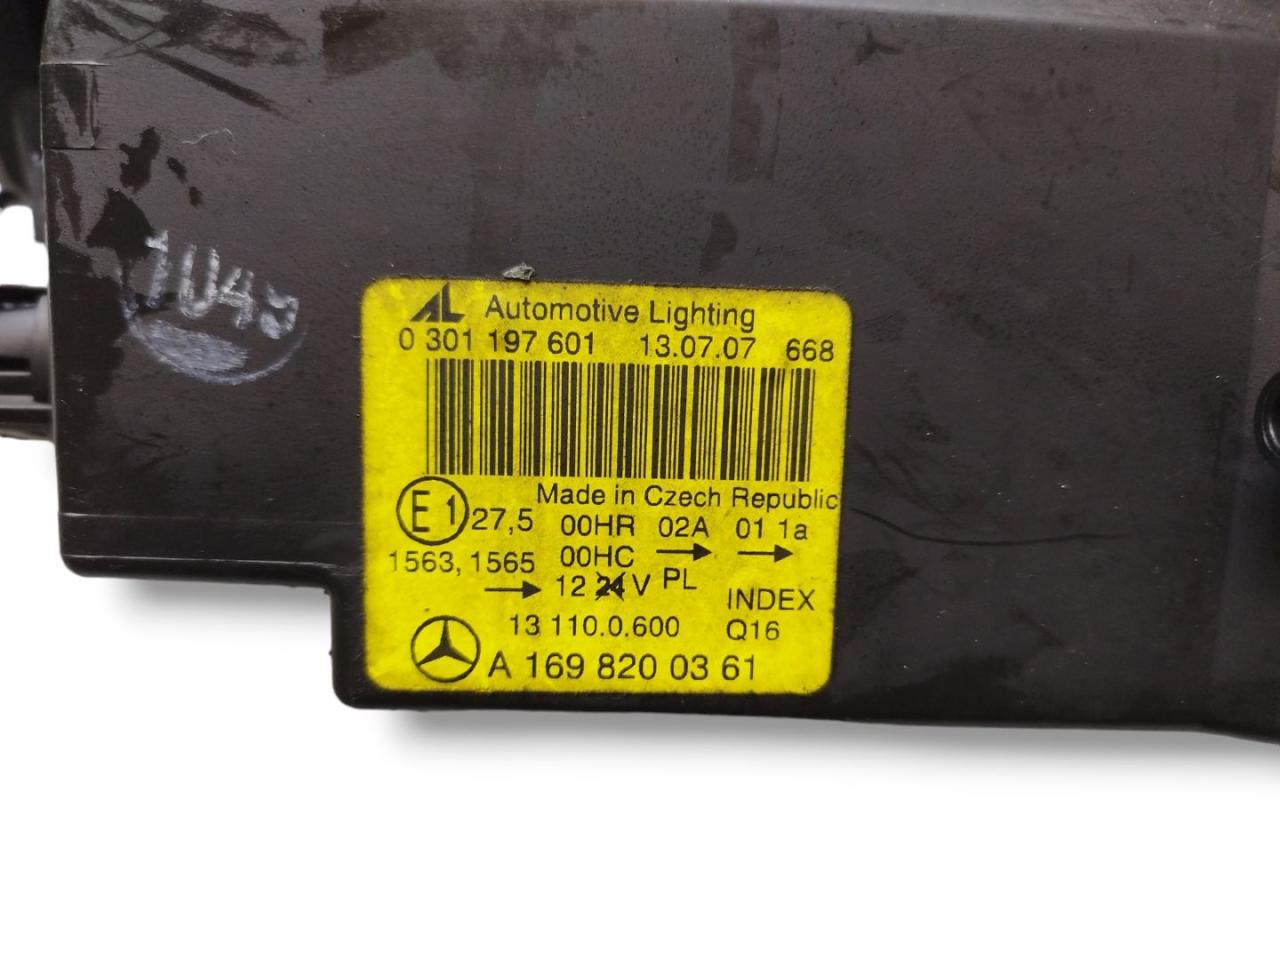 AL Automotive Lighting
0 301 197 601 13.07.07 668
Made in Czech Republic
E1 27,5 00HR 02A 01 1a
1563, 1565 00HC → →
→ 12 24 V PL
INDEX
13 110.0.600 Q16
A 169 820 03 61